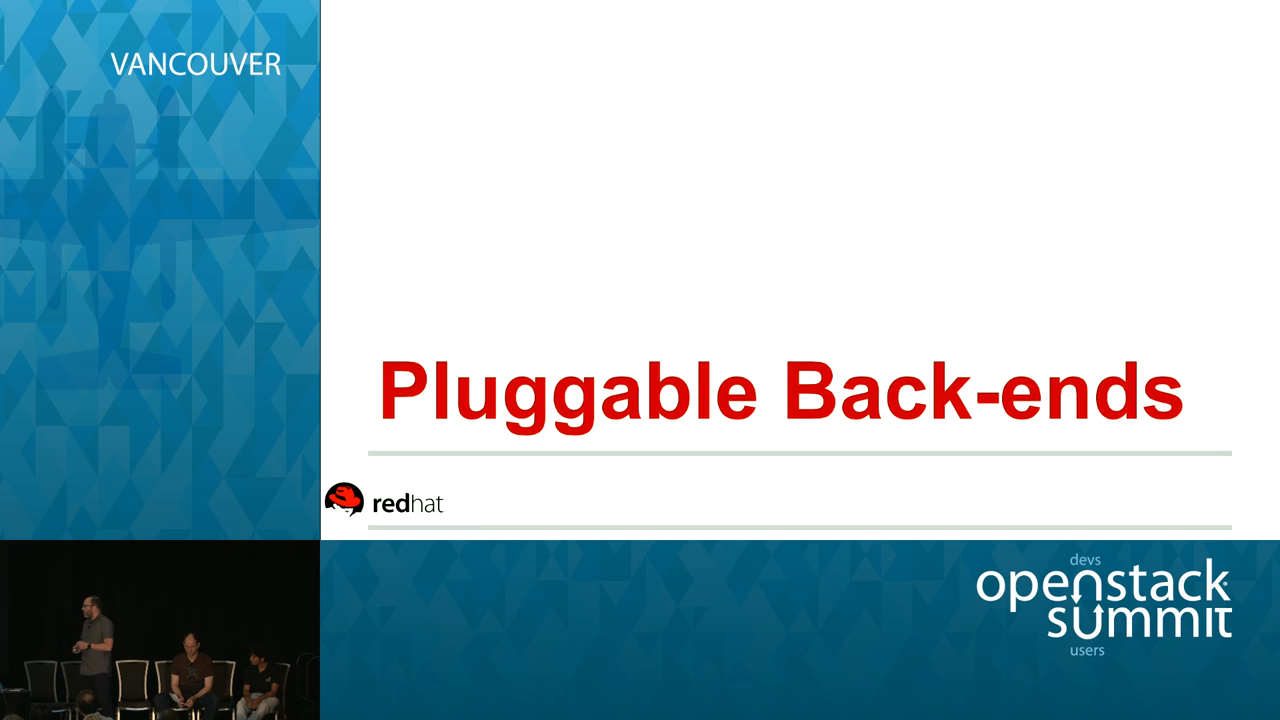 VANCOUVER
Pluggable Back-ends
redhat
devs
openstack
summit
users